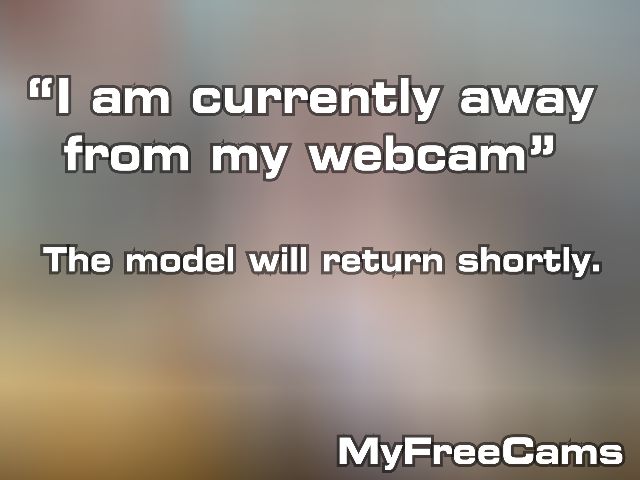 “I am currently away
from my webcam”
The model will return shortly.
MyFreeCams